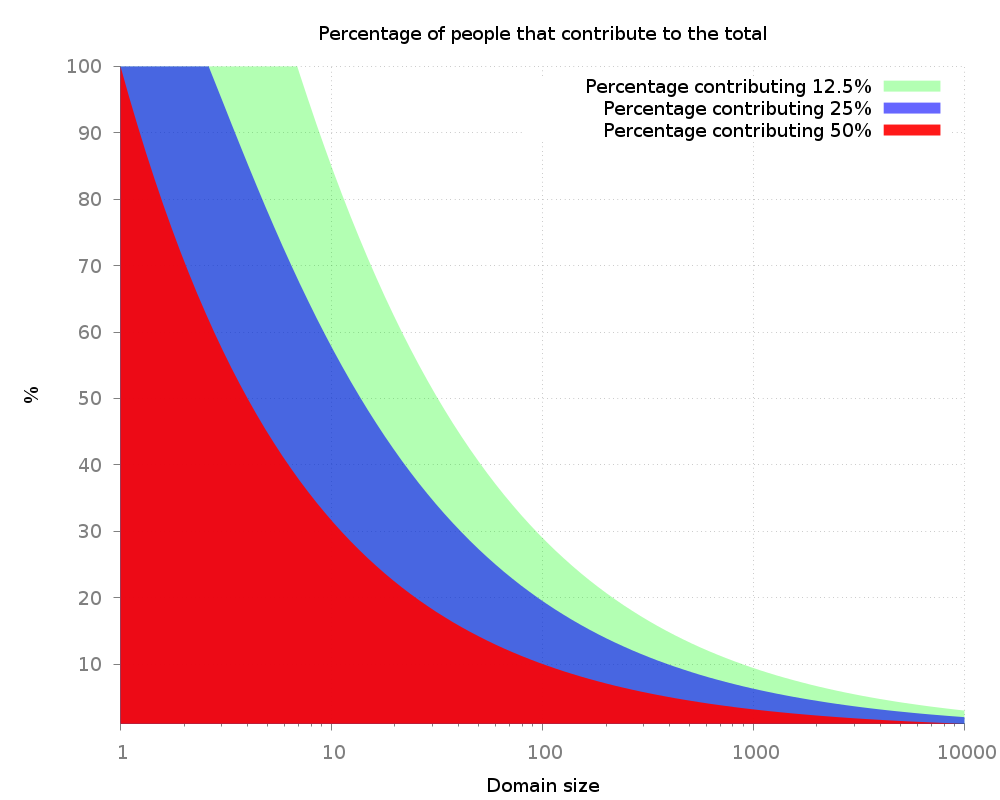 Percentage of people that contribute to the total
Percentage contributing 12.5%
Percentage contributing 25%
Percentage contributing 50%
100
90
80
70
60
50
40
30
20
10
%
1 10 100 1000 10000
Domain size